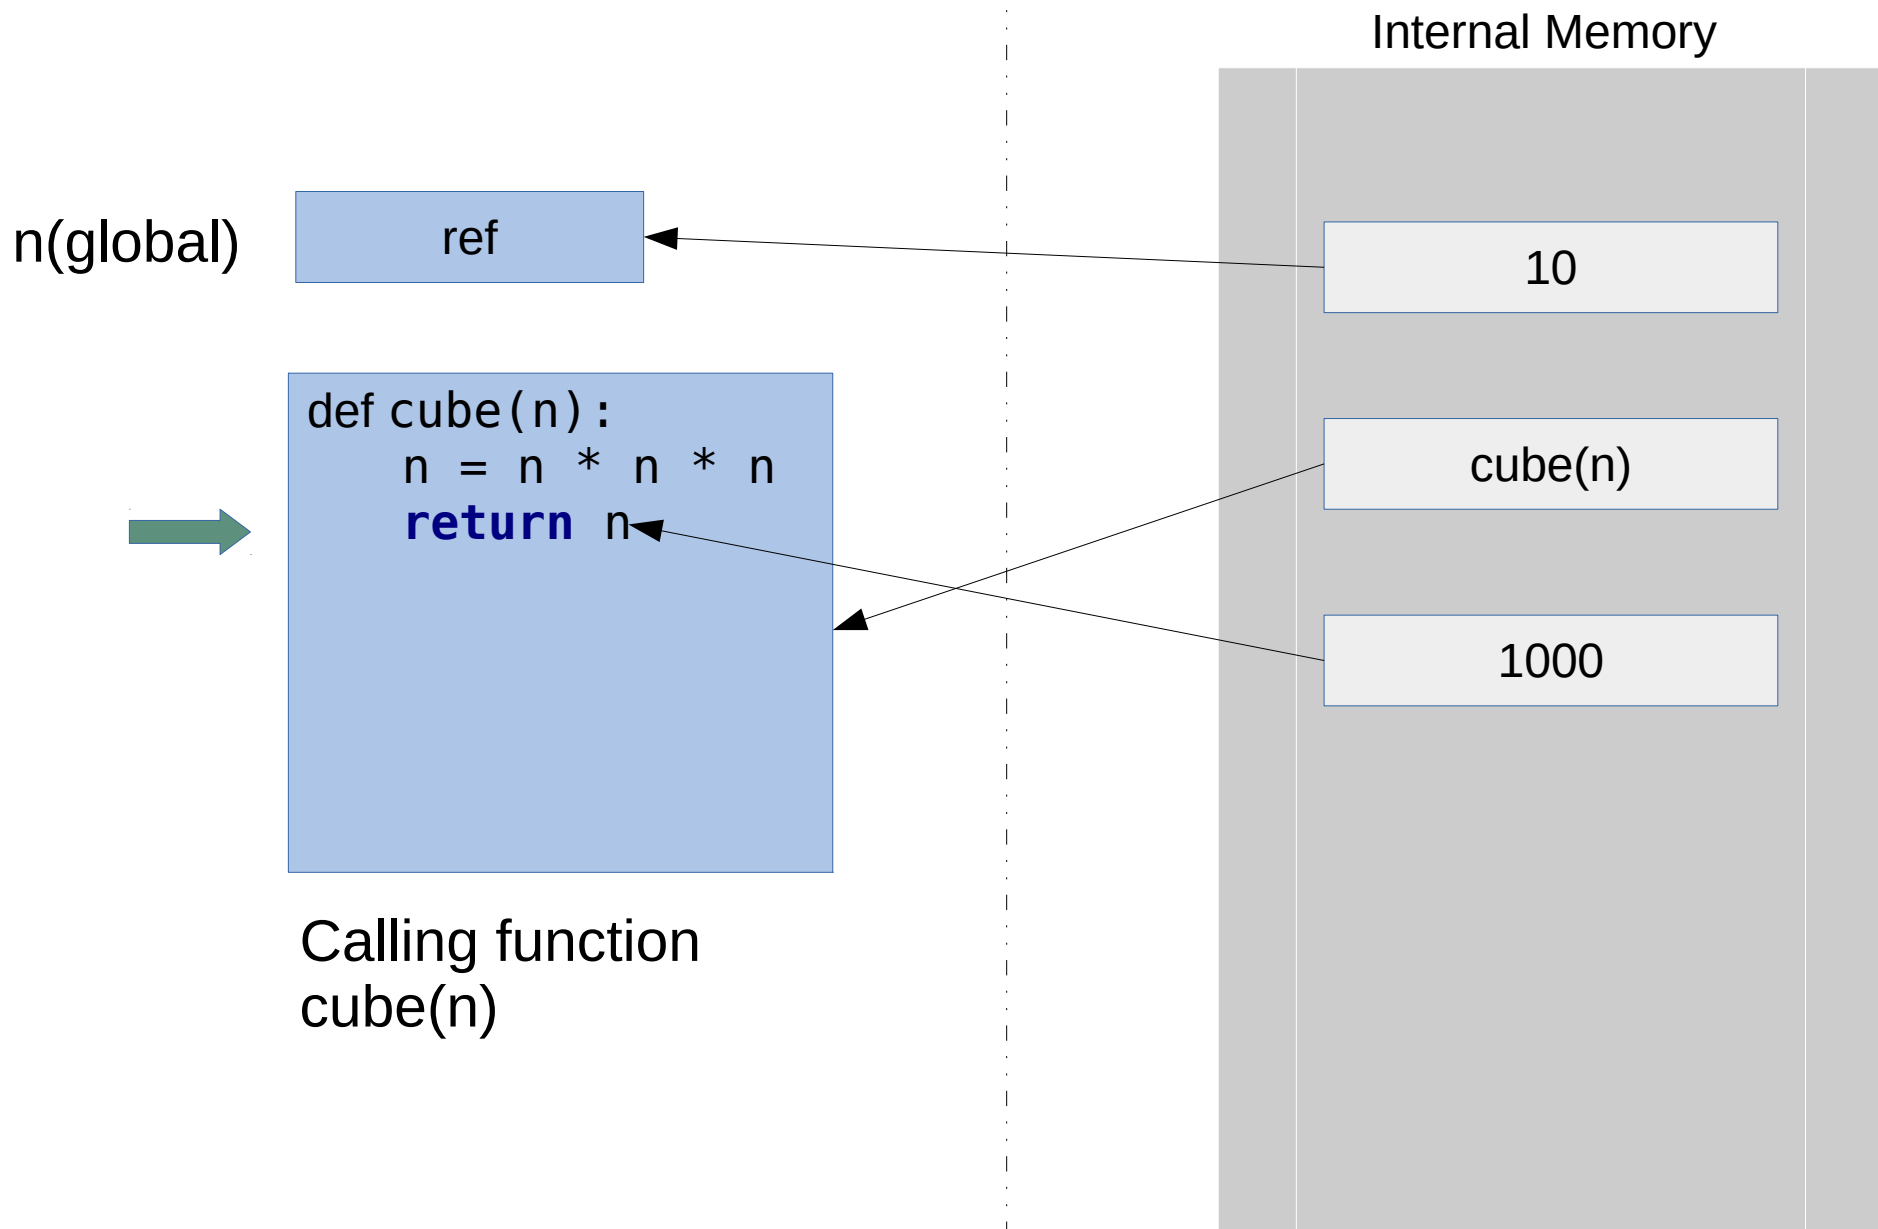 Internal Memory
n(global)
ref
10
def cube(n):
n = n * n * n
return n
cube(n)
1000
Calling function
cube(n)